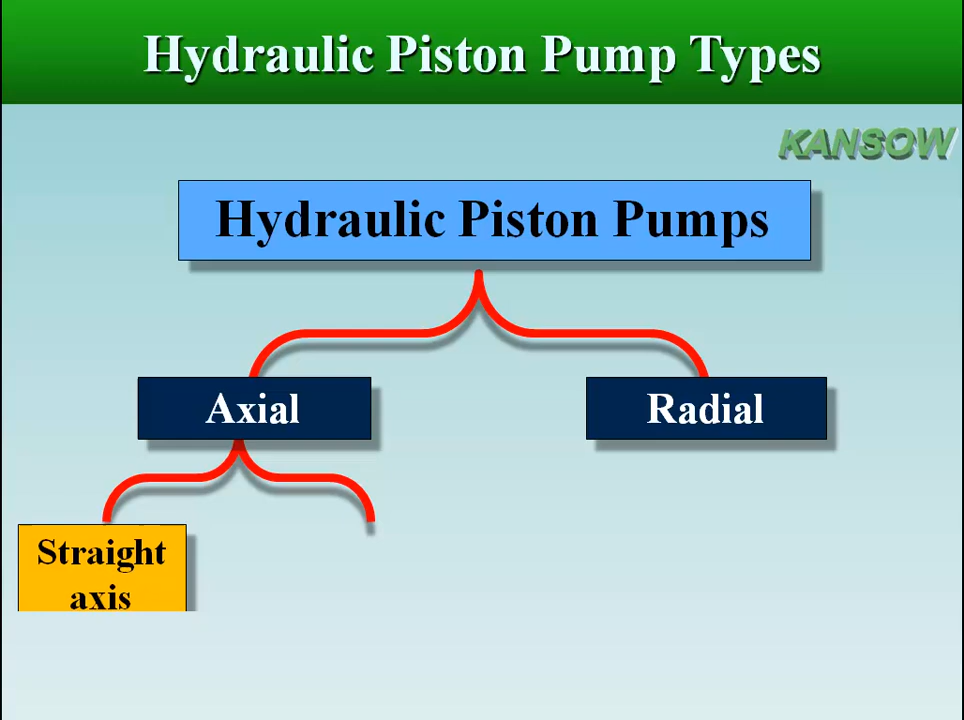 Hydraulic Piston Pump Types
KANSOW
Hydraulic Piston Pumps
Axial
Radial
Straight
axis